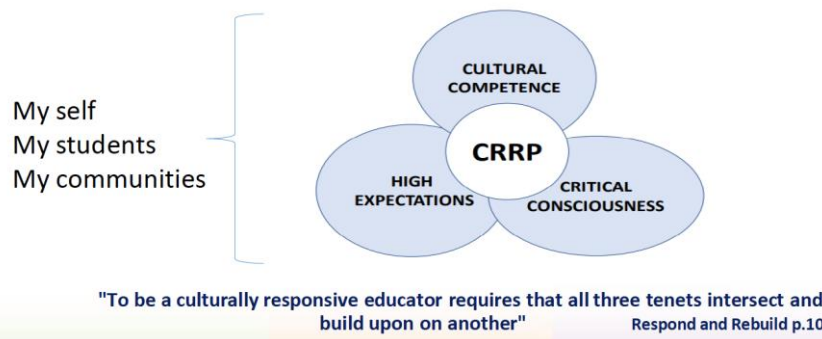 My self
My students
My communities
CULTURAL
COMPETENCE
CRRP
HIGH
EXPECTATIONS
CRITICAL
CONSCIOUSNESS
"To be a culturally responsive educator requires that all three tenets intersect and
build upon on another"
Respond and Rebuild p.10